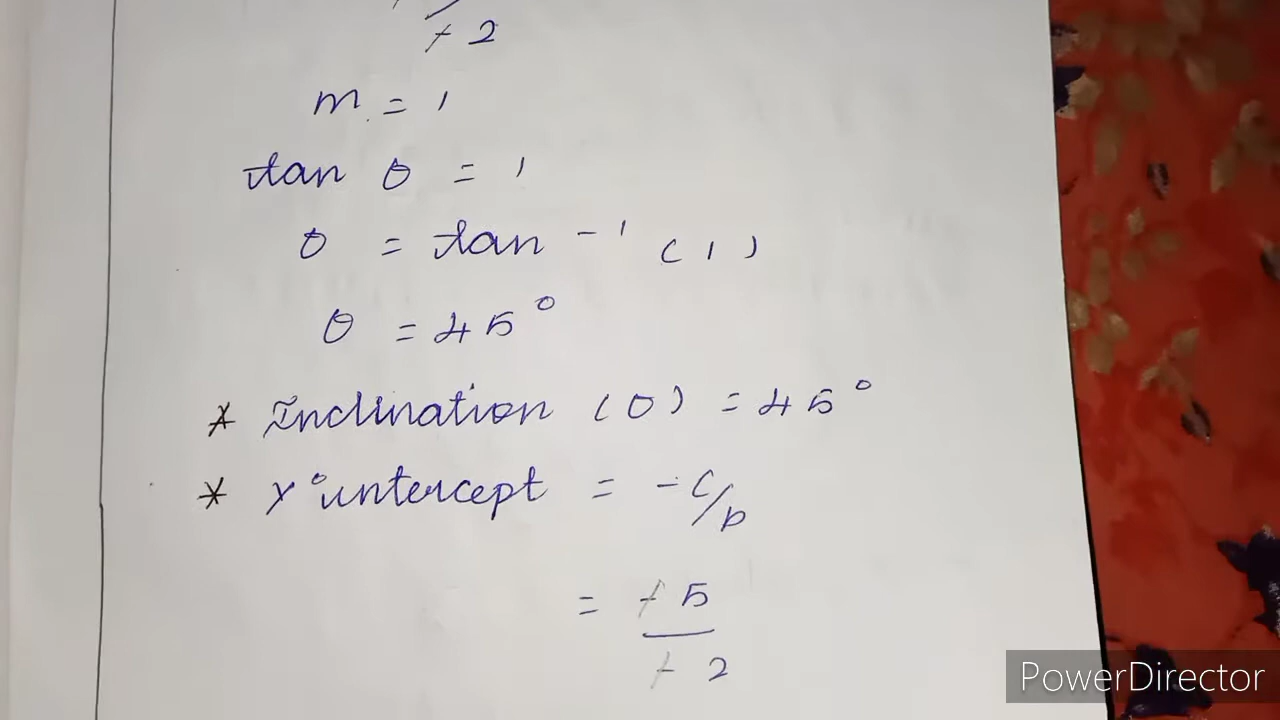 -2
m = 1
tan θ = 1
θ = tan -1 (1)
θ = 45°
* Inclination (θ) = 45°
* Y intercept = -c/b
= -5
-2
PowerDirector